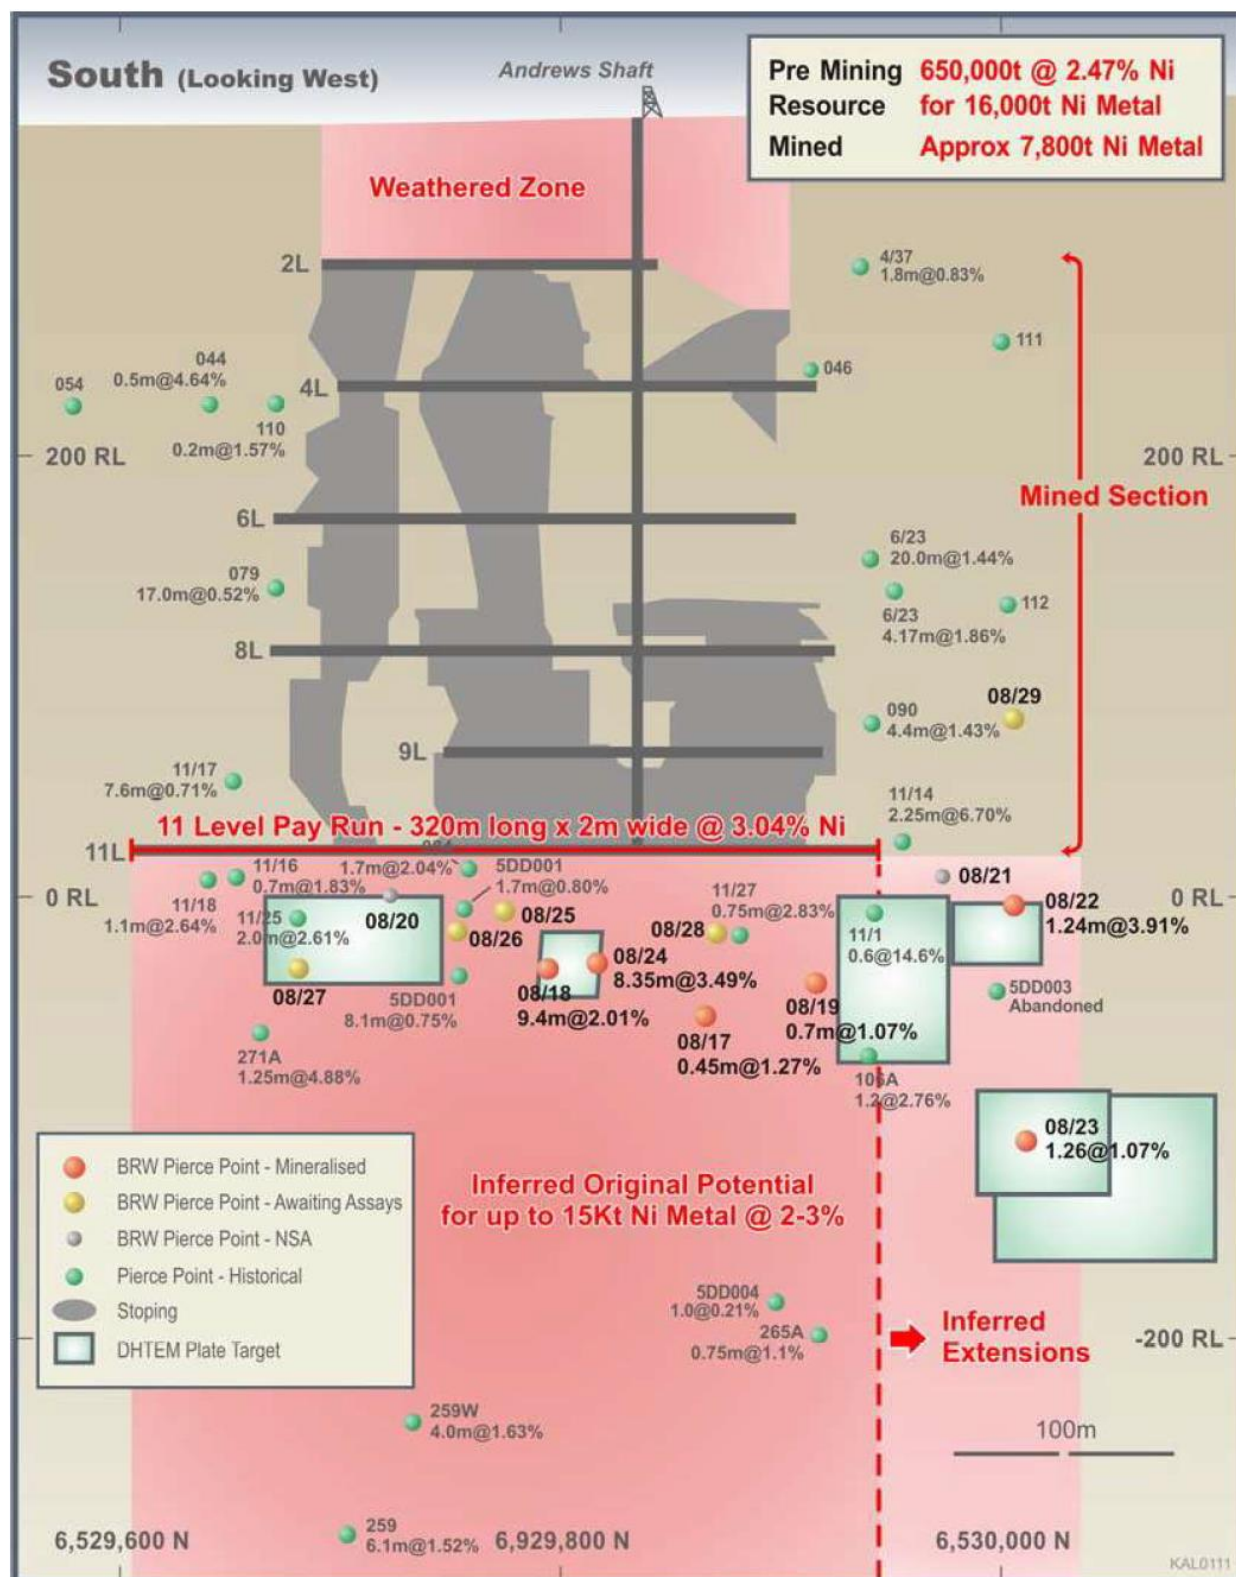 South (Looking West)
Andrews Shaft
Pre Mining 650,000t @ 2.47% Ni
Resource for 16,000t Ni Metal
Mined Approx 7,800t Ni Metal
Weathered Zone
2L
4/37
1.8m@0.83%
111
046
044
0.5m@4.64%
054
4L
110
0.2m@1.57%
200 RL
200 RL
Mined Section
6L
6/23
20.0m@1.44%
079
17.0m@0.52%
6/23
4.17m@1.86%
112
8L
08/29
090
4.4m@1.43%
9L
11/17
7.6m@0.71%
11/14
2.25m@6.70%
11 Level Pay Run - 320m long x 2m wide @ 3.04% Ni
11L
1.7m@2.04%
5DD001
1.7m@0.80%
11/16
0.7m@1.83%
08/21
0 RL
0 RL
11/18
1.1m@2.64%
11/25
2.0m@2.61%
08/20
08/25
08/26
11/27
0.75m@2.83%
08/28
08/22
1.24m@3.91%
11/1
0.6@14.6%
08/27
5DD001
8.1m@0.75%
08/24
8.35m@3.49%
08/18
9.4m@2.01%
5DD003
Abandoned
08/19
0.7m@1.07%
08/17
0.45m@1.27%
271A
1.25m@4.88%
106A
1.2@2.76%
08/23
1.26@1.07%
BRW Pierce Point - Mineralised
BRW Pierce Point - Awaiting Assays
BRW Pierce Point - NSA
Pierce Point - Historical
Stoping
DHTEM Plate Target
Inferred Original Potential
for up to 15Kt Ni Metal @ 2-3%
5DD004
1.0@0.21%
265A
0.75m@1.1%
Inferred
Extensions
-200 RL
259W
4.0m@1.63%
100m
259
6.1m@1.52%
6,529,600 N
6,929,800 N
6,530,000 N
KAL0111